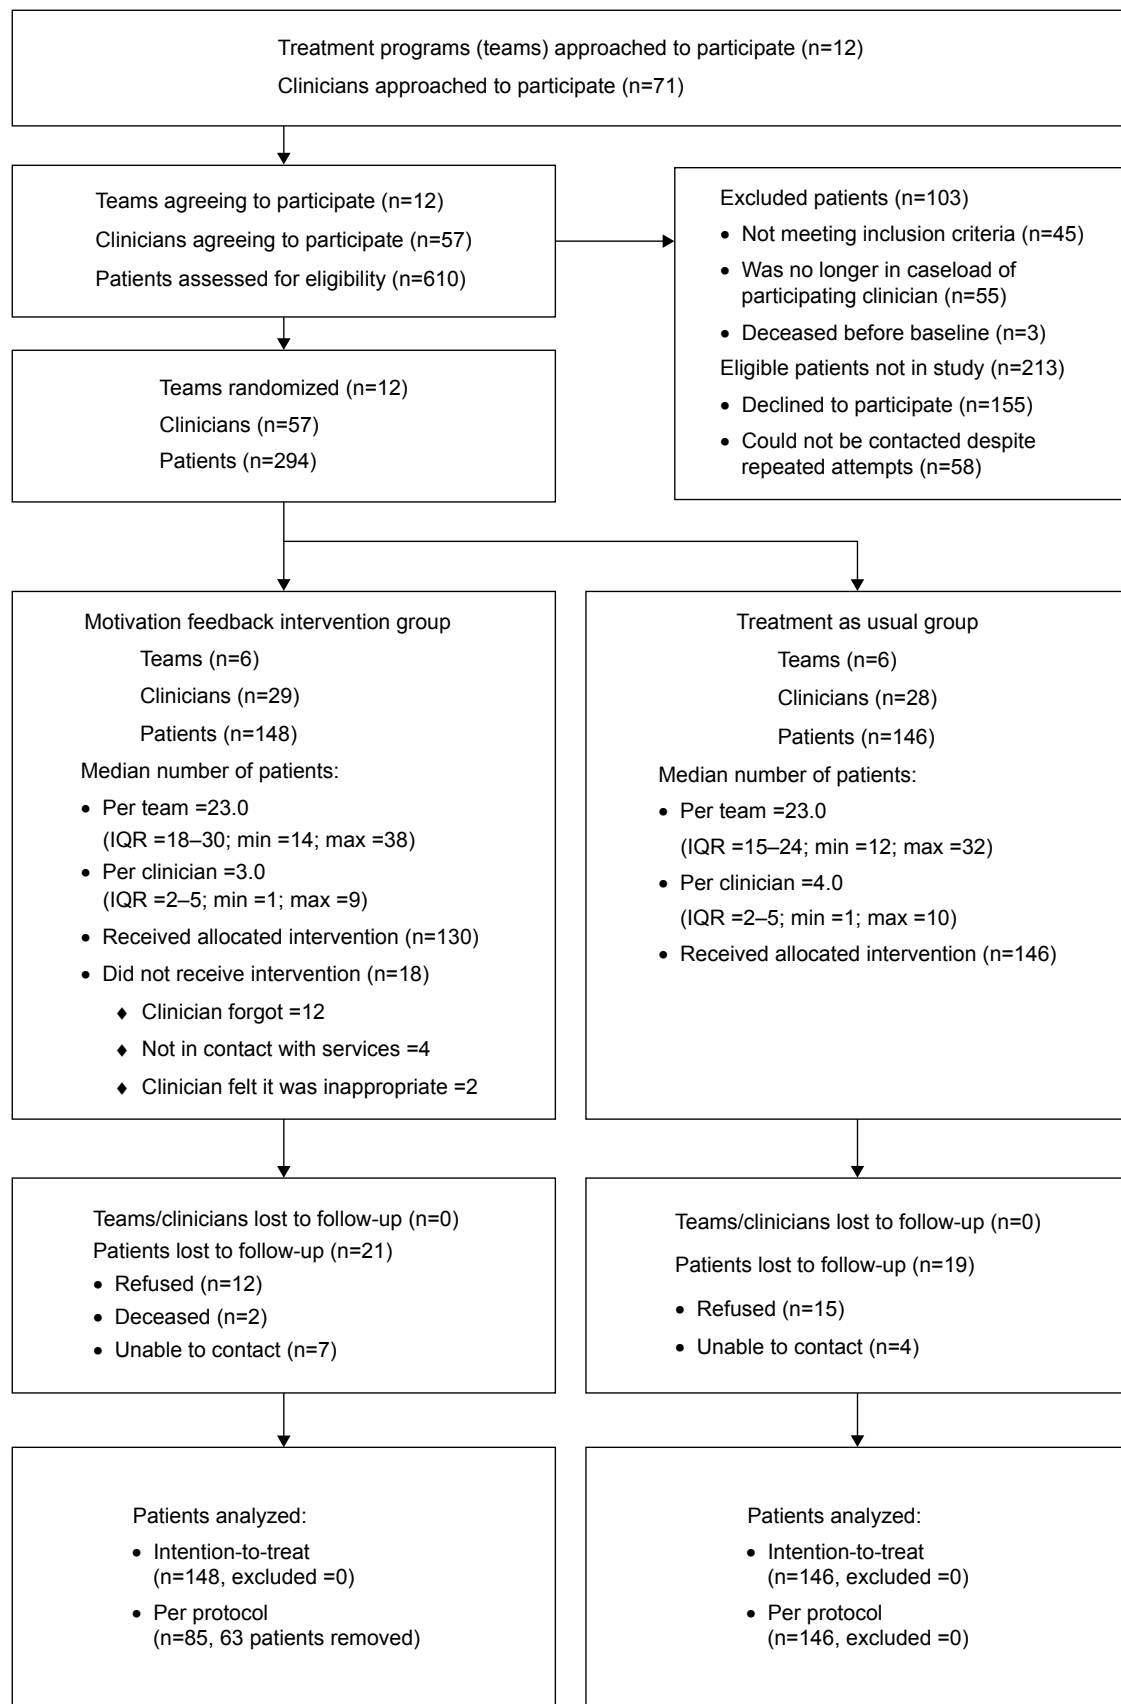 Treatment programs (teams) approached to participate (n=12)
Clinicians approached to participate (n=71)
Teams agreeing to participate (n=12)
Clinicians agreeing to participate (n=57)
Patients assessed for eligibility (n=610)
Excluded patients (n=103)
• Not meeting inclusion criteria (n=45)
• Was no longer in caseload of
participating clinician (n=55)
• Deceased before baseline (n=3)
Eligible patients not in study (n=213)
• Declined to participate (n=155)
• Could not be contacted despite
repeated attempts (n=58)
Teams randomized (n=12)
Clinicians (n=57)
Patients (n=294)
Motivation feedback intervention group
Teams (n=6)
Clinicians (n=29)
Patients (n=148)
Median number of patients:
• Per team =23.0
(IQR =18–30; min =14; max =38)
• Per clinician =3.0
(IQR =2–5; min =1; max =9)
• Received allocated intervention (n=130)
• Did not receive intervention (n=18)
♦ Clinician forgot =12
♦ Not in contact with services =4
♦ Clinician felt it was inappropriate =2
Treatment as usual group
Teams (n=6)
Clinicians (n=28)
Patients (n=146)
Median number of patients:
• Per team =23.0
(IQR =15–24; min =12; max =32)
• Per clinician =4.0
(IQR =2–5; min =1; max =10)
• Received allocated intervention (n=146)
Teams/clinicians lost to follow-up (n=0)
Patients lost to follow-up (n=21)
• Refused (n=12)
• Deceased (n=2)
• Unable to contact (n=7)
Teams/clinicians lost to follow-up (n=0)
Patients lost to follow-up (n=19)
• Refused (n=15)
• Unable to contact (n=4)
Patients analyzed:
• Intention-to-treat
(n=148, excluded =0)
• Per protocol
(n=85, 63 patients removed)
Patients analyzed:
• Intention-to-treat
(n=146, excluded =0)
• Per protocol
(n=146, excluded =0)